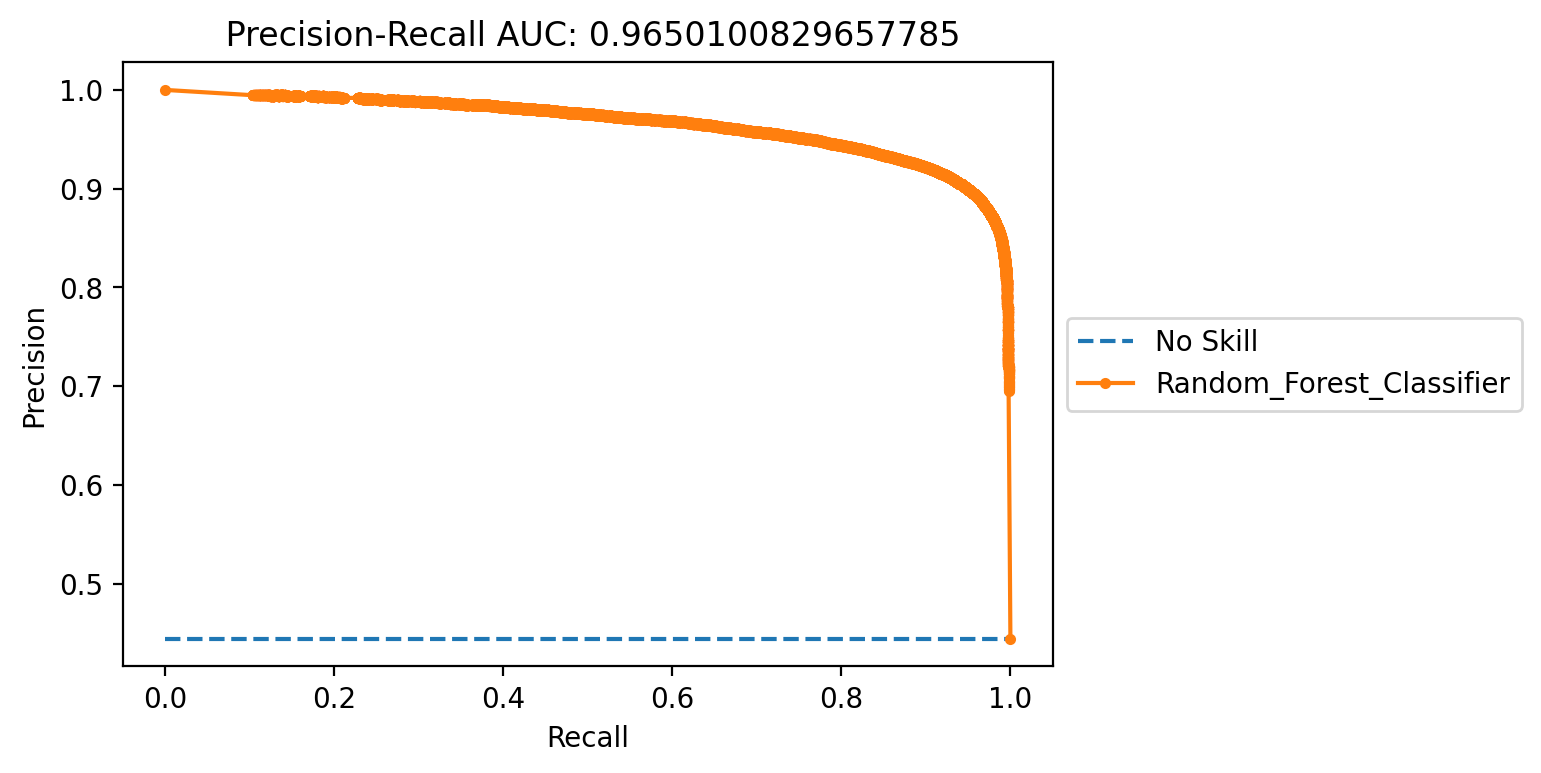 Precision-Recall AUC: 0.9650100829657785
1.0
0.9
0.8
0.7
0.6
0.5
Precision
0.0 0.2 0.4 0.6 0.8 1.0
Recall
No Skill
Random_Forest_Classifier